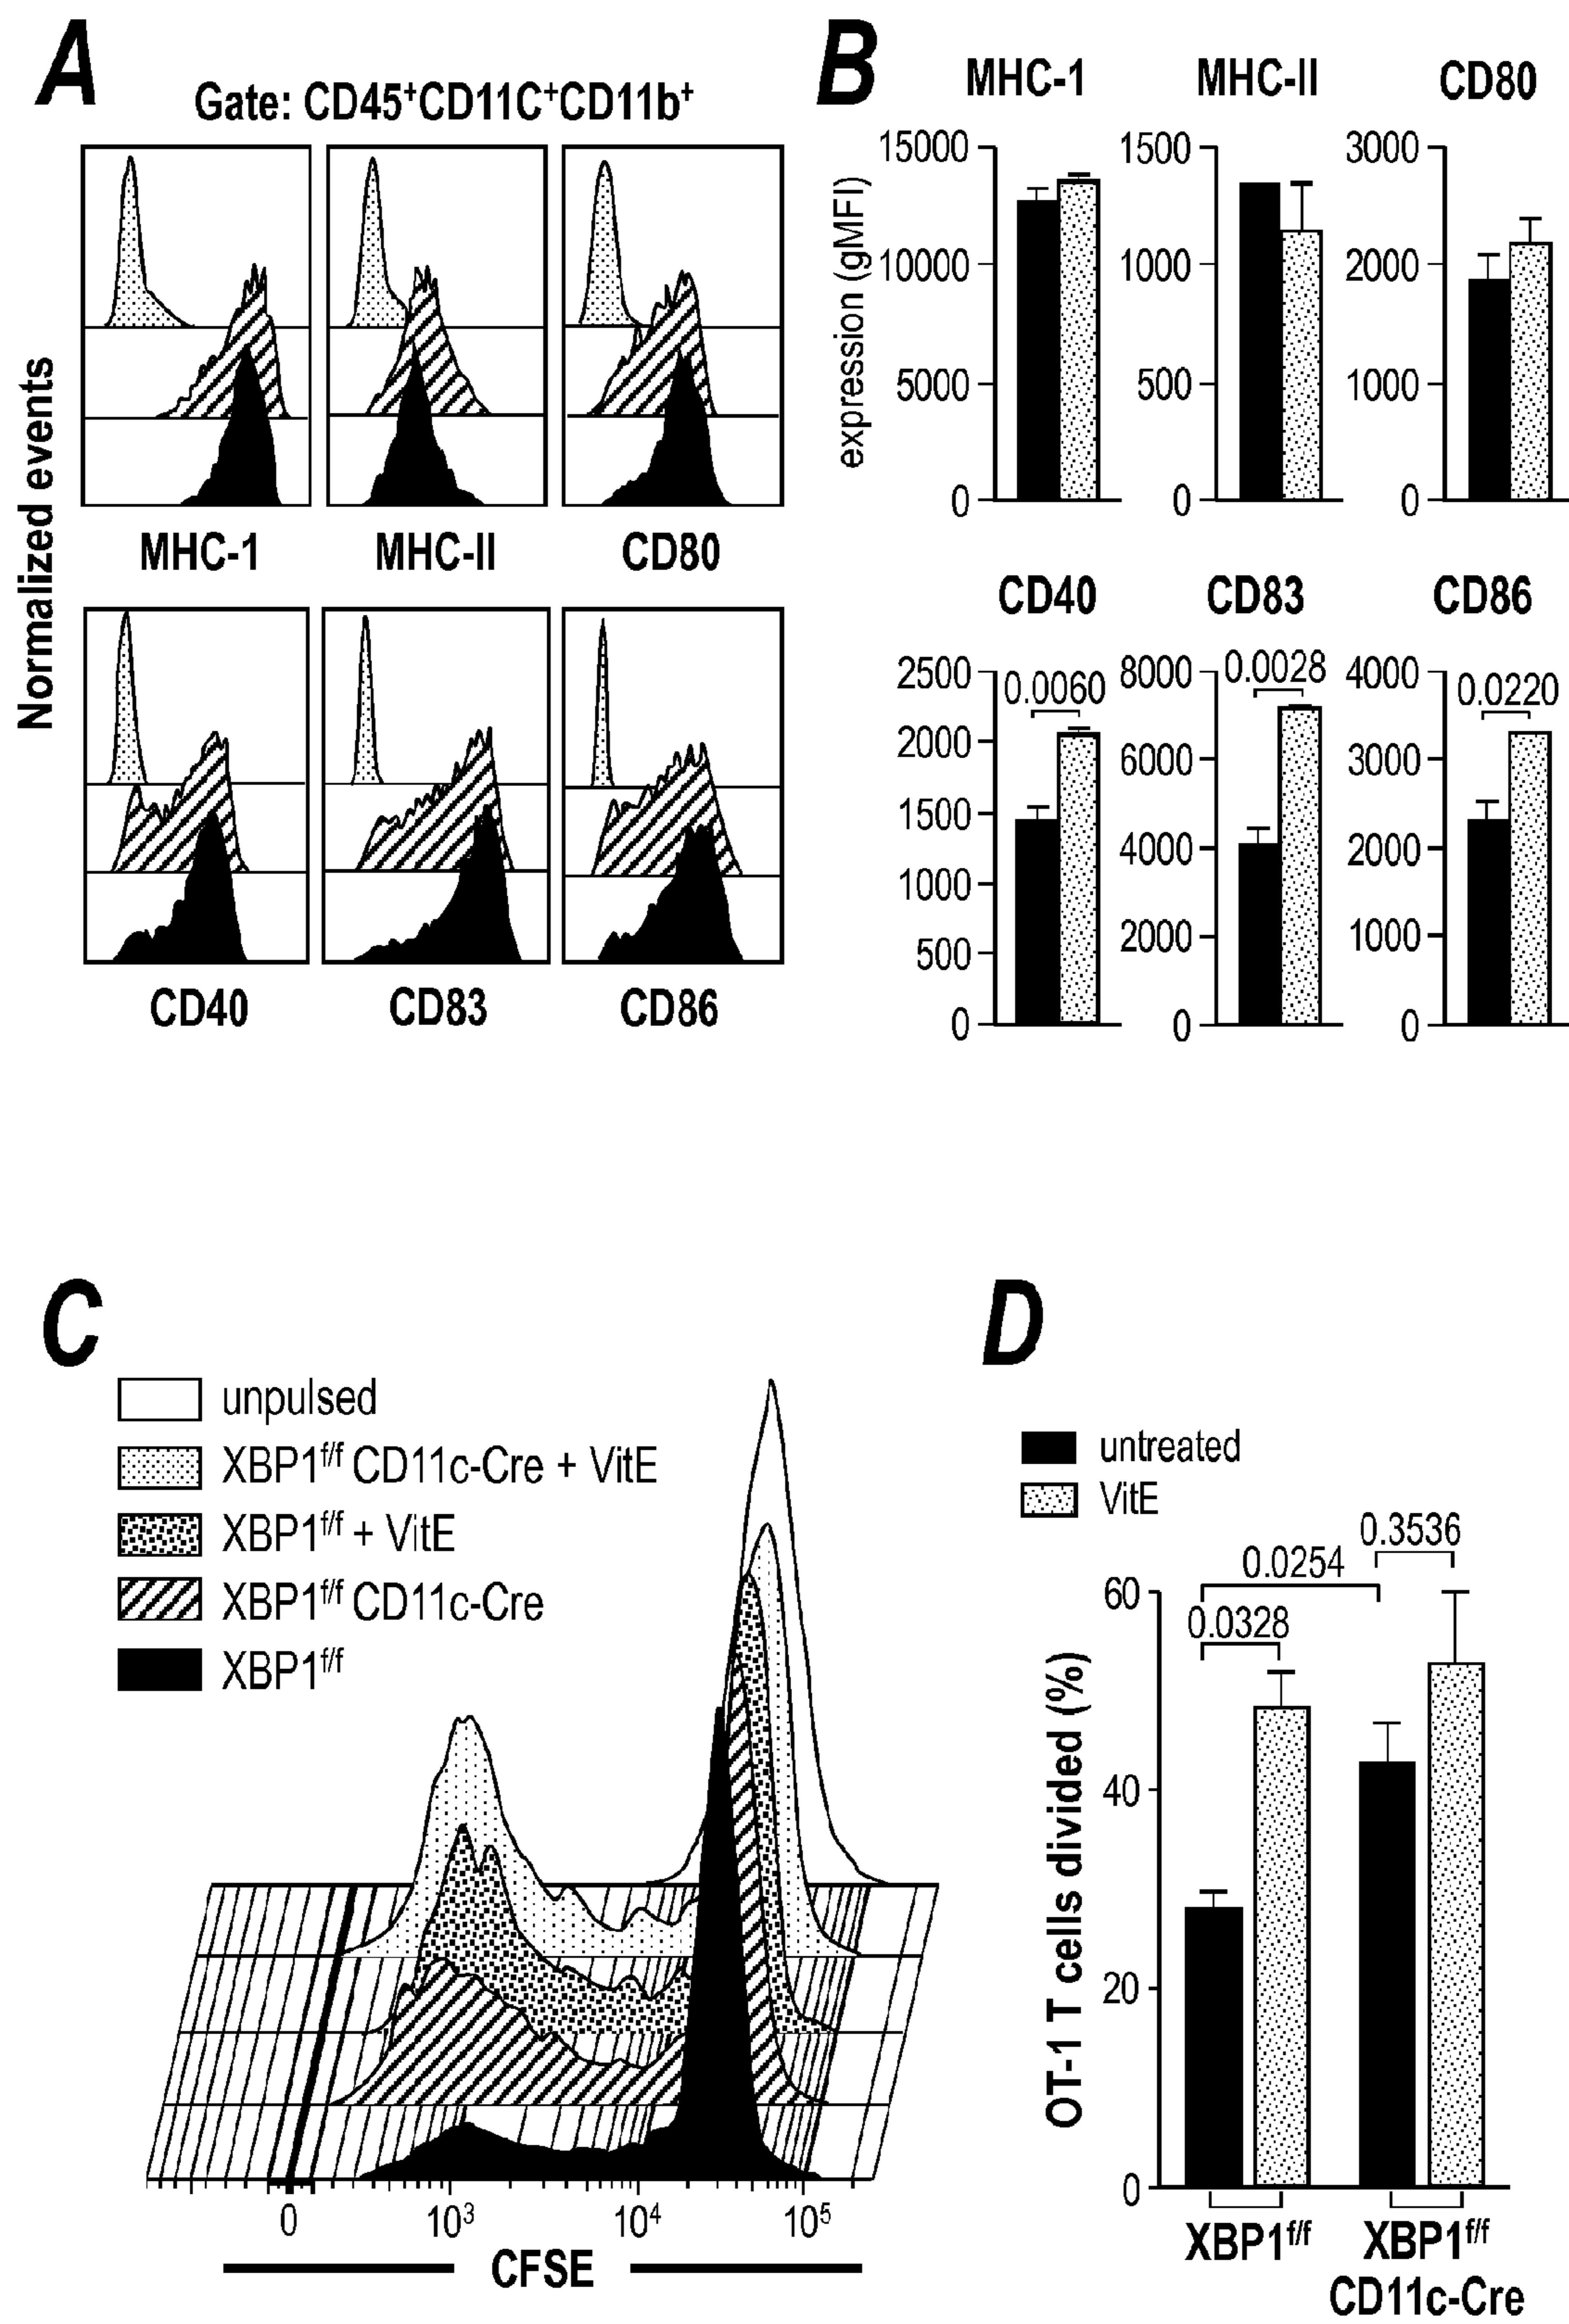 A
Gate: CD45+CD11C+CD11b+
Normalized events
MHC-1 MHC-II CD80
CD40 CD83 CD86
B
MHC-1 MHC-II CD80
expression (gMFI)
15000 1500 3000
10000 1000 2000
5000 500 1000
0 0 0
CD40 CD83 CD86
0.0060 0.0028 0.0220
2500 8000 4000
2000 6000 3000
1500 4000 2000
1000 2000 1000
500
0 0 0
C
unpulsed
XBP1f/f CD11c-Cre + VitE
XBP1f/f + VitE
XBP1f/f CD11c-Cre
XBP1f/f
0 10³ 10⁴ 10⁵
CFSE
D
untreated
VitE
0.3536
0.0254
0.0328
OT-1 T cells divided (%)
60
40
20
0
XBP1f/f XBP1f/f
CD11c-Cre